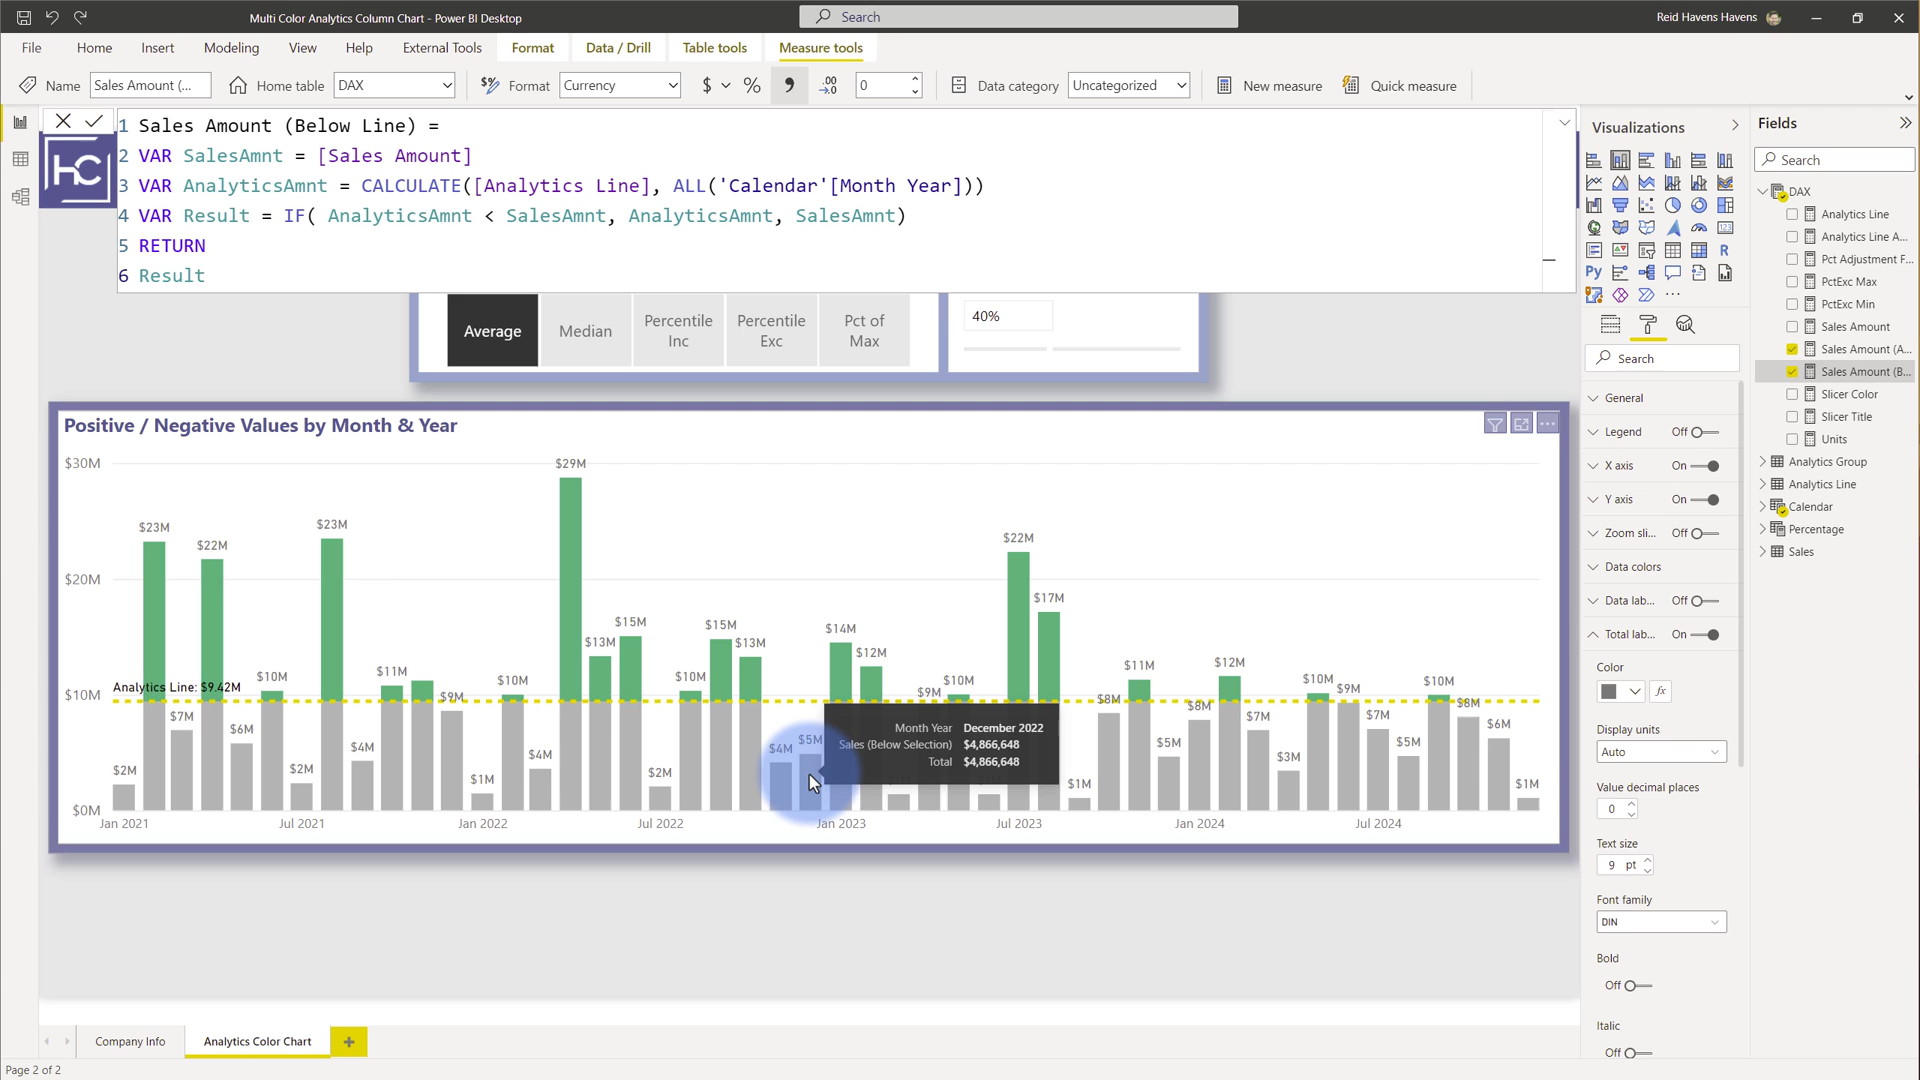 Multi Color Analytics Column Chart - Power BI Desktop
Search
Reid Havens Havens
File
Home
Insert
Modeling
View
Help
External Tools
Format
Data / Drill
Table tools
Measure tools
Name
Sales Amount (...
Home table
DAX
Format
Currency
$
%
0
Data category
Uncategorized
New measure
Quick measure
HC
1 Sales Amount (Below Line) =
2 VAR SalesAmnt = [Sales Amount]
3 VAR AnalyticsAmnt = CALCULATE([Analytics Line], ALL('Calendar'[Month Year]))
4 VAR Result = IF( AnalyticsAmnt < SalesAmnt, AnalyticsAmnt, SalesAmnt)
5 RETURN
6 Result
Average
Median
Percentile
Inc
Percentile
Exc
Pct of
Max
40%
Positive / Negative Values by Month & Year
$30M
$20M
$10M
$0M
Analytics Line: $9.42M
$2M
$23M
$7M
$22M
$6M
$10M
$2M
$23M
$4M
$11M
$9M
$1M
$10M
$4M
$29M
$13M
$15M
$2M
$10M
$15M
$13M
$4M
$5M
$14M
$12M
$9M
$10M
$22M
$17M
$1M
$8M
$11M
$5M
$8M
$12M
$7M
$3M
$10M
$9M
$7M
$5M
$10M
$8M
$6M
$1M
Month Year December 2022
Sales (Below Selection) $4,866,648
Total $4,866,648
Jan 2021
Jul 2021
Jan 2022
Jul 2022
Jan 2023
Jul 2023
Jan 2024
Jul 2024
Visualizations
R
Py
Search
General
Legend Off
X axis On
Y axis On
Zoom sli... Off
Data colors
Data lab... Off
Total lab... On
Color
fx
Display units
Auto
Value decimal places
0
Text size
9 pt
Font family
DIN
Bold
Off
Italic
Off
Fields
Search
DAX
Analytics Line
Analytics Line A...
Pct Adjustment F...
PctExc Max
PctExc Min
Sales Amount
Sales Amount (A...
Sales Amount (B...
Slicer Color
Slicer Title
Units
Analytics Group
Analytics Line
Calendar
Percentage
Sales
Company Info
Analytics Color Chart
Page 2 of 2